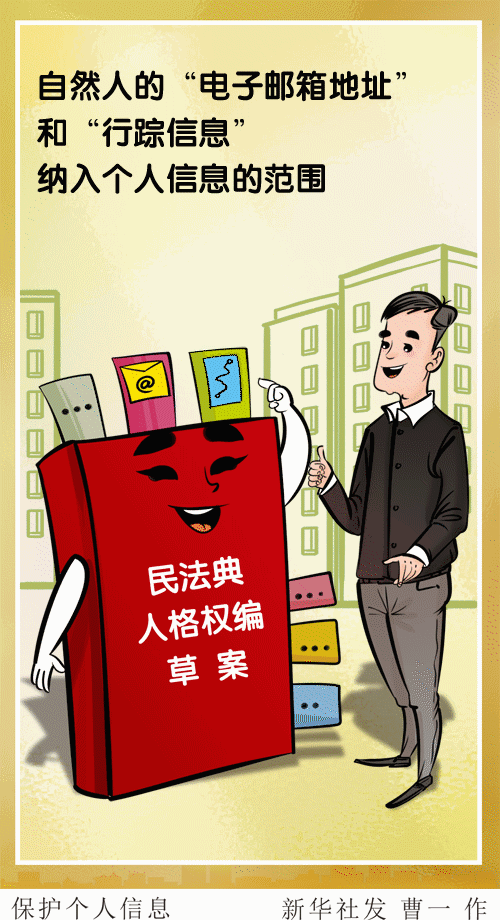 自然人的“电子邮箱地址”
和“行踪信息”
纳入个人信息的范围
@
民法典
人格权编
草 案
保护个人信息
新华社发 曹一 作